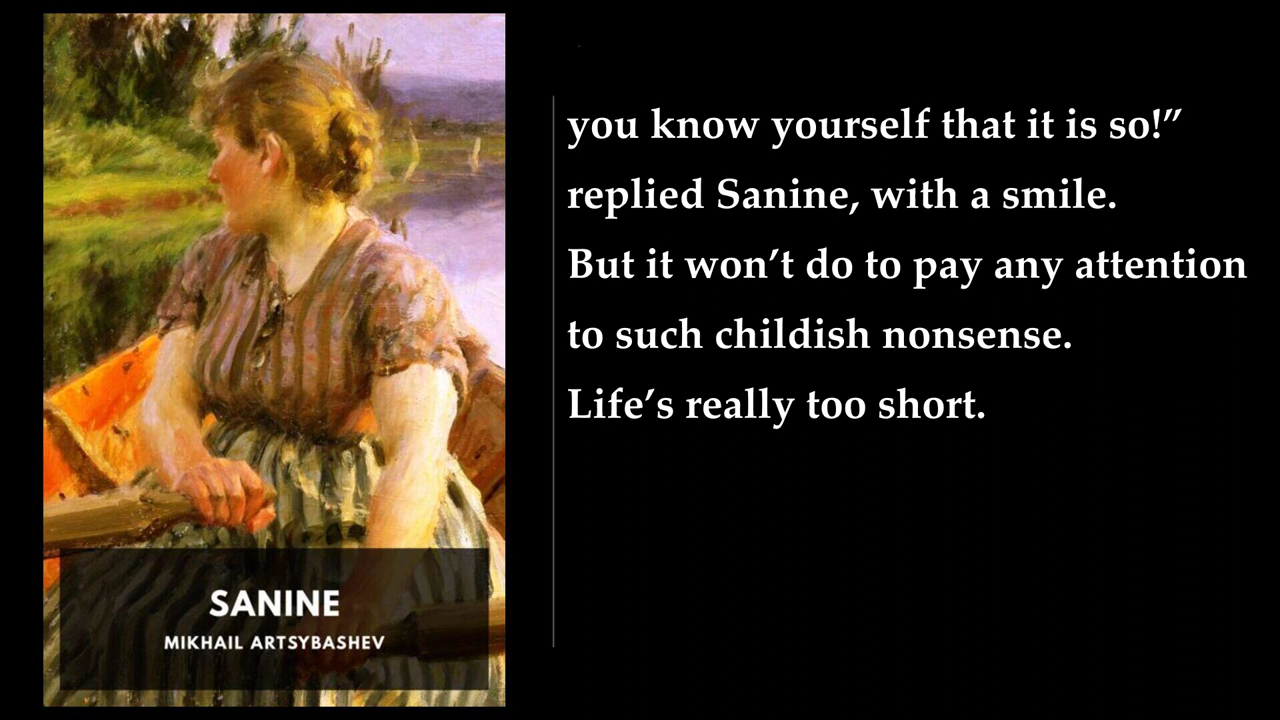 you know yourself that it is so!”
replied Sanine, with a smile.
But it won’t do to pay any attention
to such childish nonsense.
Life’s really too short.
SANINE
MIKHAIL ARTSYBASHEV